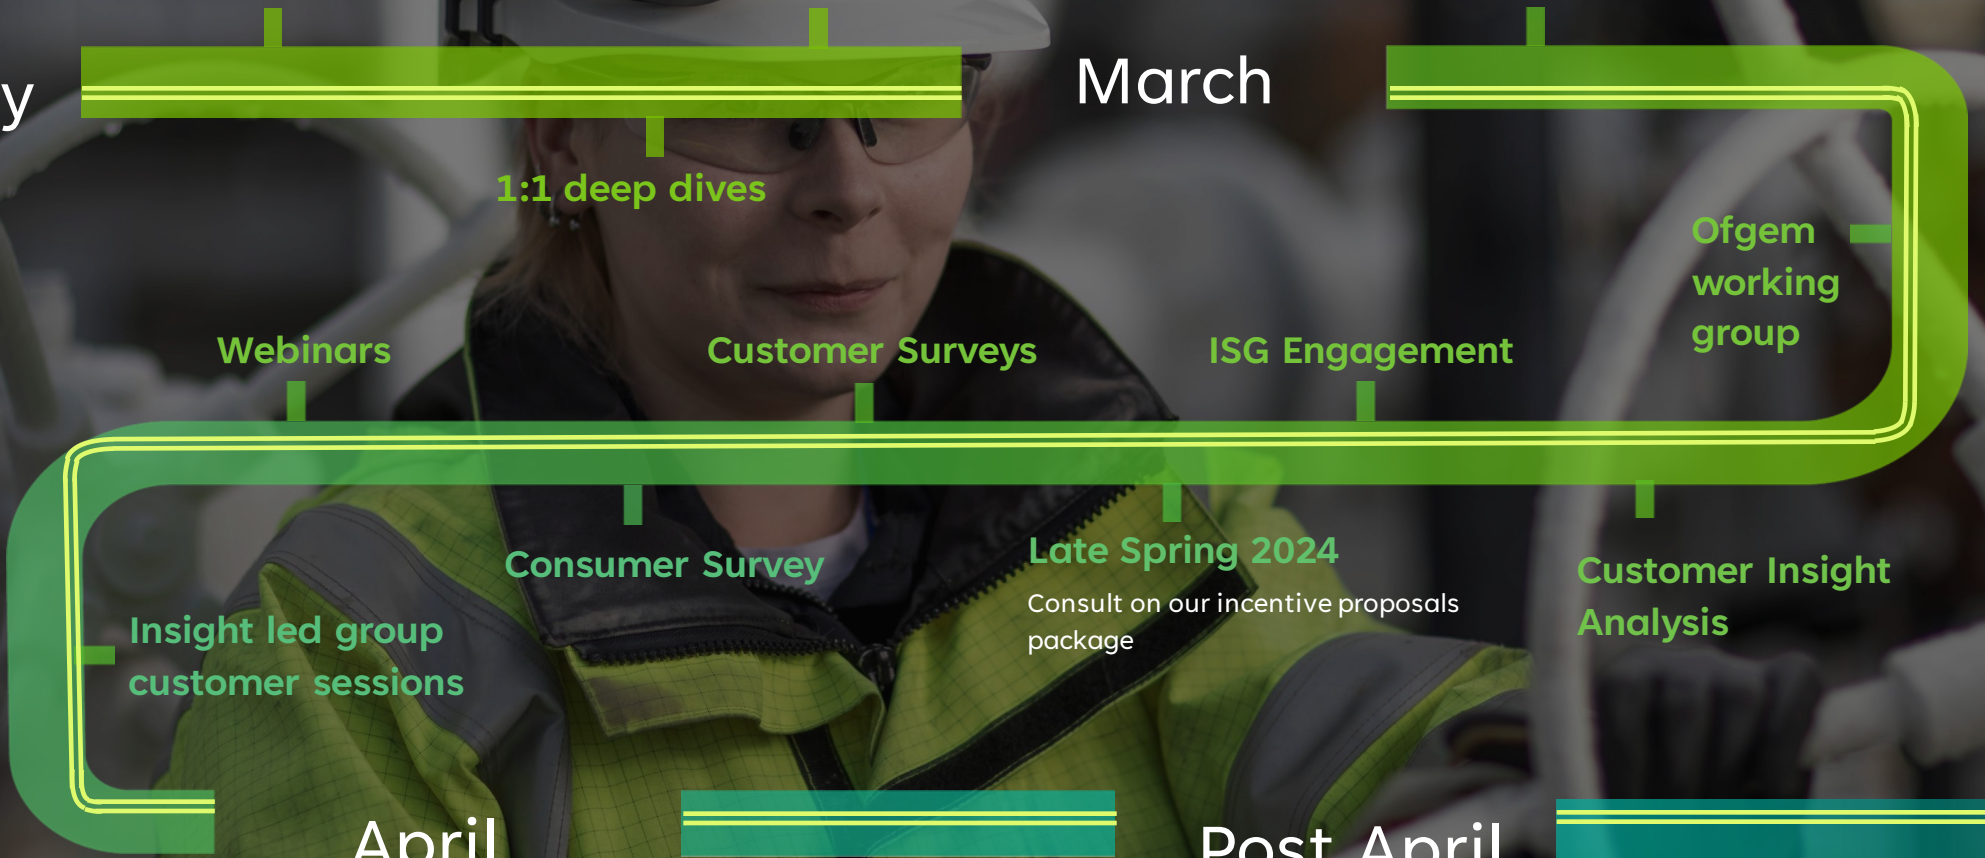 y
March
1:1 deep dives
Ofgem
working
group
Webinars
Customer Surveys
ISG Engagement
Consumer Survey
Late Spring 2024
Consult on our incentive proposals
package
Customer Insight
Analysis
Insight led group
customer sessions
April
Post April